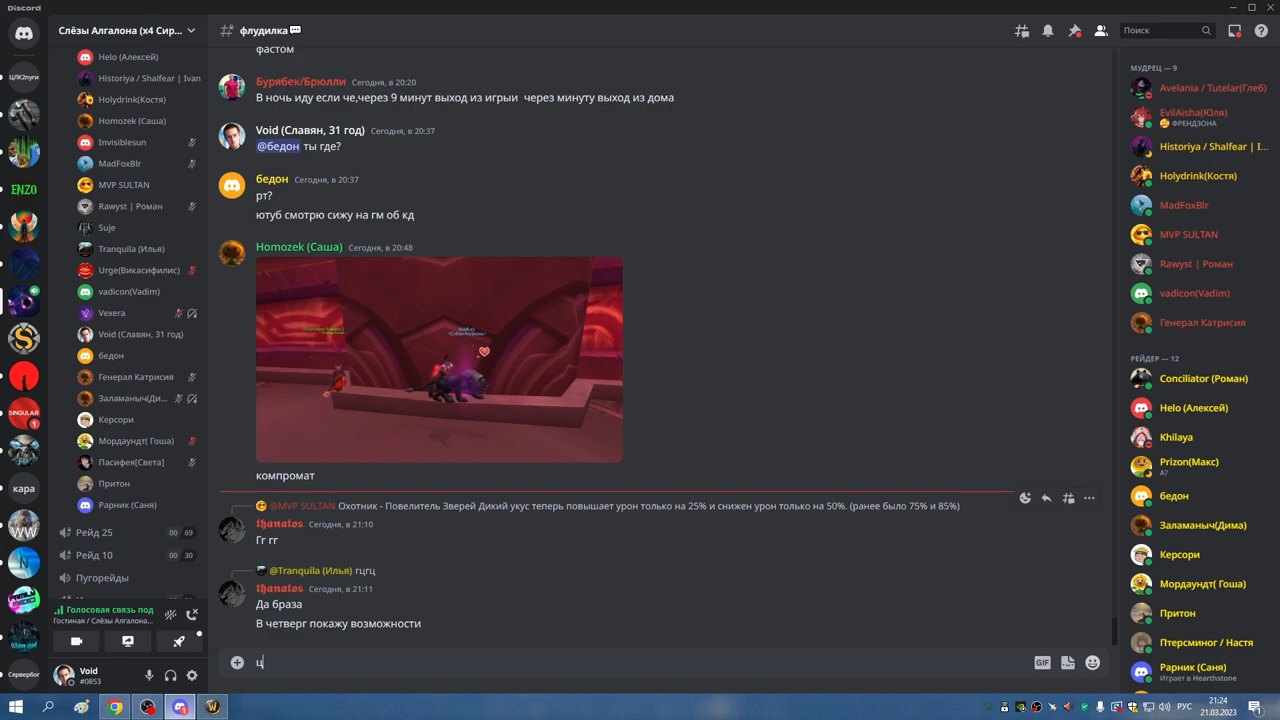 Discord
Слёзы Алгалона (x4 Сир...
флудилка
Поиск
ЦЛК2пуги
ENZO
SINGULAR
1
кара
WW
Сервербог
Helo (Алексей)
Historiya / Shalfear | Ivan
Holydrink(Костя)
Homozek (Саша)
Invisiblesun
MadFoxBlr
MVP SULTAN
Rawyst | Роман
Suje
Tranquila (Илья)
Urge(Викасифилис)
vadicon(Vadim)
Vexera
Void (Славян, 31 год)
бедон
Генерал Катрисия
Заламаныч(Ди...
Керсори
Мордаундт( Гоша)
Пасифея[Света]
Притон
Рарник (Саня)
Рейд 25
00 69
Рейд 10
00 30
Пугорейды
Голосовая связь под
Гостиная / Слёзы Алгалона...
Void
#0853
фастом
Бурябек/Брюлли Сегодня, в 20:20
В ночь иду если че,через 9 минут выход из игрыи  через минуту выход из дома
Void (Славян, 31 год) Сегодня, в 20:37
@бедон ты где?
бедон Сегодня, в 20:37
рт?
ютуб смотрю сижу на гм об кд
Homozek (Саша) Сегодня, в 20:48
компромат
@MVP SULTAN Охотник - Повелитель Зверей Дикий укус теперь повышает урон только на 25% и снижен урон только на 50%. (ранее было 75% и 85%)
thanatos Сегодня, в 21:10
Гг гг
@Tranquila (Илья) гцгц
thanatos Сегодня, в 21:11
Да браза
В четверг покажу возможности
ц
GIF
МУДРЕЦ — 9
Avelania / Tutelar(Глеб)
EvilAisha(Юля)
ФРЕНДЗОНА
Historiya / Shalfear | I...
Holydrink(Костя)
MadFoxBlr
MVP SULTAN
Rawyst | Роман
vadicon(Vadim)
Генерал Катрисия
РЕЙДЕР — 12
Conciliator (Роман)
Helo (Алексей)
Khilaya
Prizon(Макс)
А?
бедон
Заламаныч(Дима)
Керсори
Мордаундт( Гоша)
Притон
Птерсминог / Настя
Рарник (Саня)
Играет в Hearthstone
РУС
21:24
21.03.2023